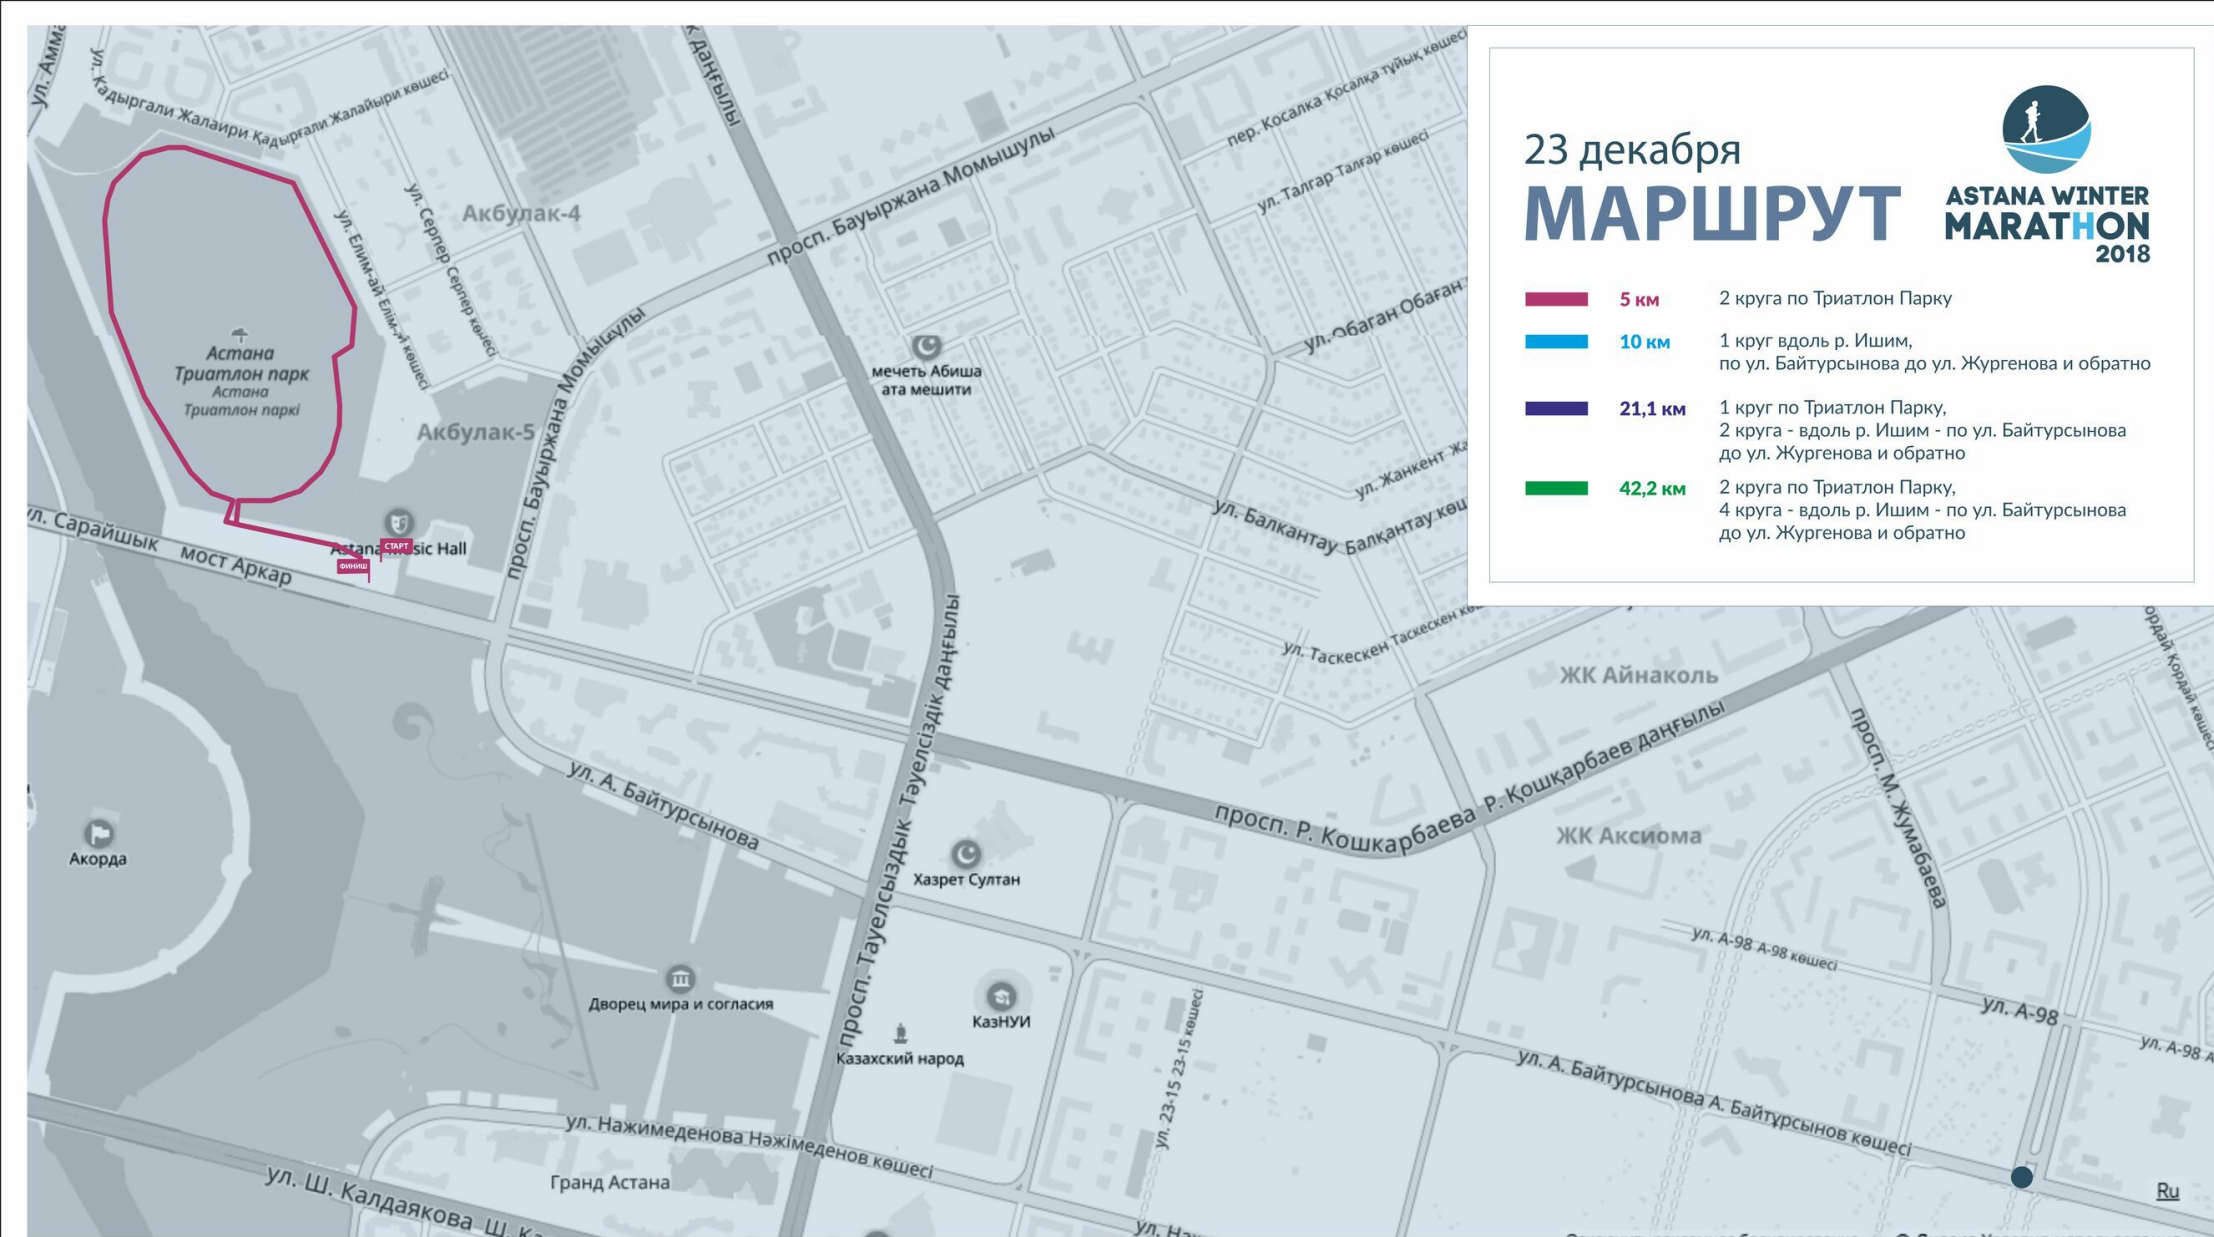 23 декабря
МАРШРУТ
ASTANA WINTER
MARATHON
2018
5 км 2 круга по Триатлон Парку
10 км 1 круг вдоль р. Ишим,
по ул. Байтурсынова до ул. Жургенова и обратно
21,1 км 1 круг по Триатлон Парку,
2 круга - вдоль р. Ишим - по ул. Байтурсынова
до ул. Жургенова и обратно
42,2 км 2 круга по Триатлон Парку,
4 круга - вдоль р. Ишим - по ул. Байтурсынова
до ул. Жургенова и обратно
ул. Кадыргали Жалаири Қадырғали Жалайыри көшесі
ул. Елим-ай Елім-ай көшесі
ул. Серпер Серпер көшесі
Акбулак-4
Акбулак-5
Астана
Триатлон парк
Астана
Триатлон паркі
просп. Бауыржана Момышулы
просп. Бауыржана Момышулы
пер. Косалка Қосалқа тұйық көшесі
ул. Талгар Талғар көшесі
ул. Обаган Обаған
ул. Жанкент
ул. Балкантау Балқантау
ул. Таскескен Таскескен
мечеть Абиша
ата мешити
Astana Music Hall
СТАРТ
ФИНИШ
ул. Сарайшык
мост Аркар
ул. А. Байтурсынова
просп. Тауелсыздык Тәуелсіздік даңғылы
просп. Р. Кошкарбаева Р. Қошқарбаев даңғылы
ЖК Айнаколь
ЖК Аксиома
просп. М. Жумабаева
ул. А-98 А-98 көшесі
ул. А-98
ул. А-98
Хазрет Султан
КазНУИ
Казахский народ
Дворец мира и согласия
Акорда
ул. 23-15 23-15 көшесі
ул. А. Байтурсынова А. Байтұрсынов көшесі
ул. Нажимеденова Нәжімеденов көшесі
Гранд Астана
ул. Ш. Калдаякова
Ru